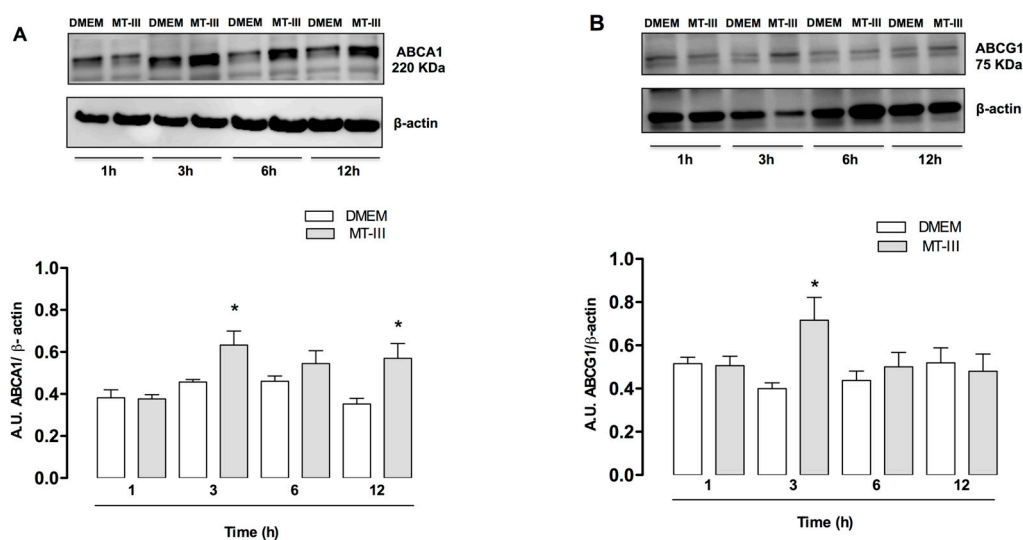 A
DMEM MT-III DMEM MT-III DMEM MT-III DMEM MT-III
ABCA1
220 KDa
β-actin
1h 3h 6h 12h
DMEM
MT-III
A.U. ABCA1/ β- actin
1.0
0.8
0.6
0.4
0.2
0.0
*
*
1 3 6 12
Time (h)
B
DMEM MT-III DMEM MT-III DMEM MT-III DMEM MT-III
ABCG1
75 KDa
β-actin
1h 3h 6h 12h
DMEM
MT-III
A.U. ABCG1/β-actin
1.0
0.8
0.6
0.4
0.2
0.0
*
1 3 6 12
Time (h)